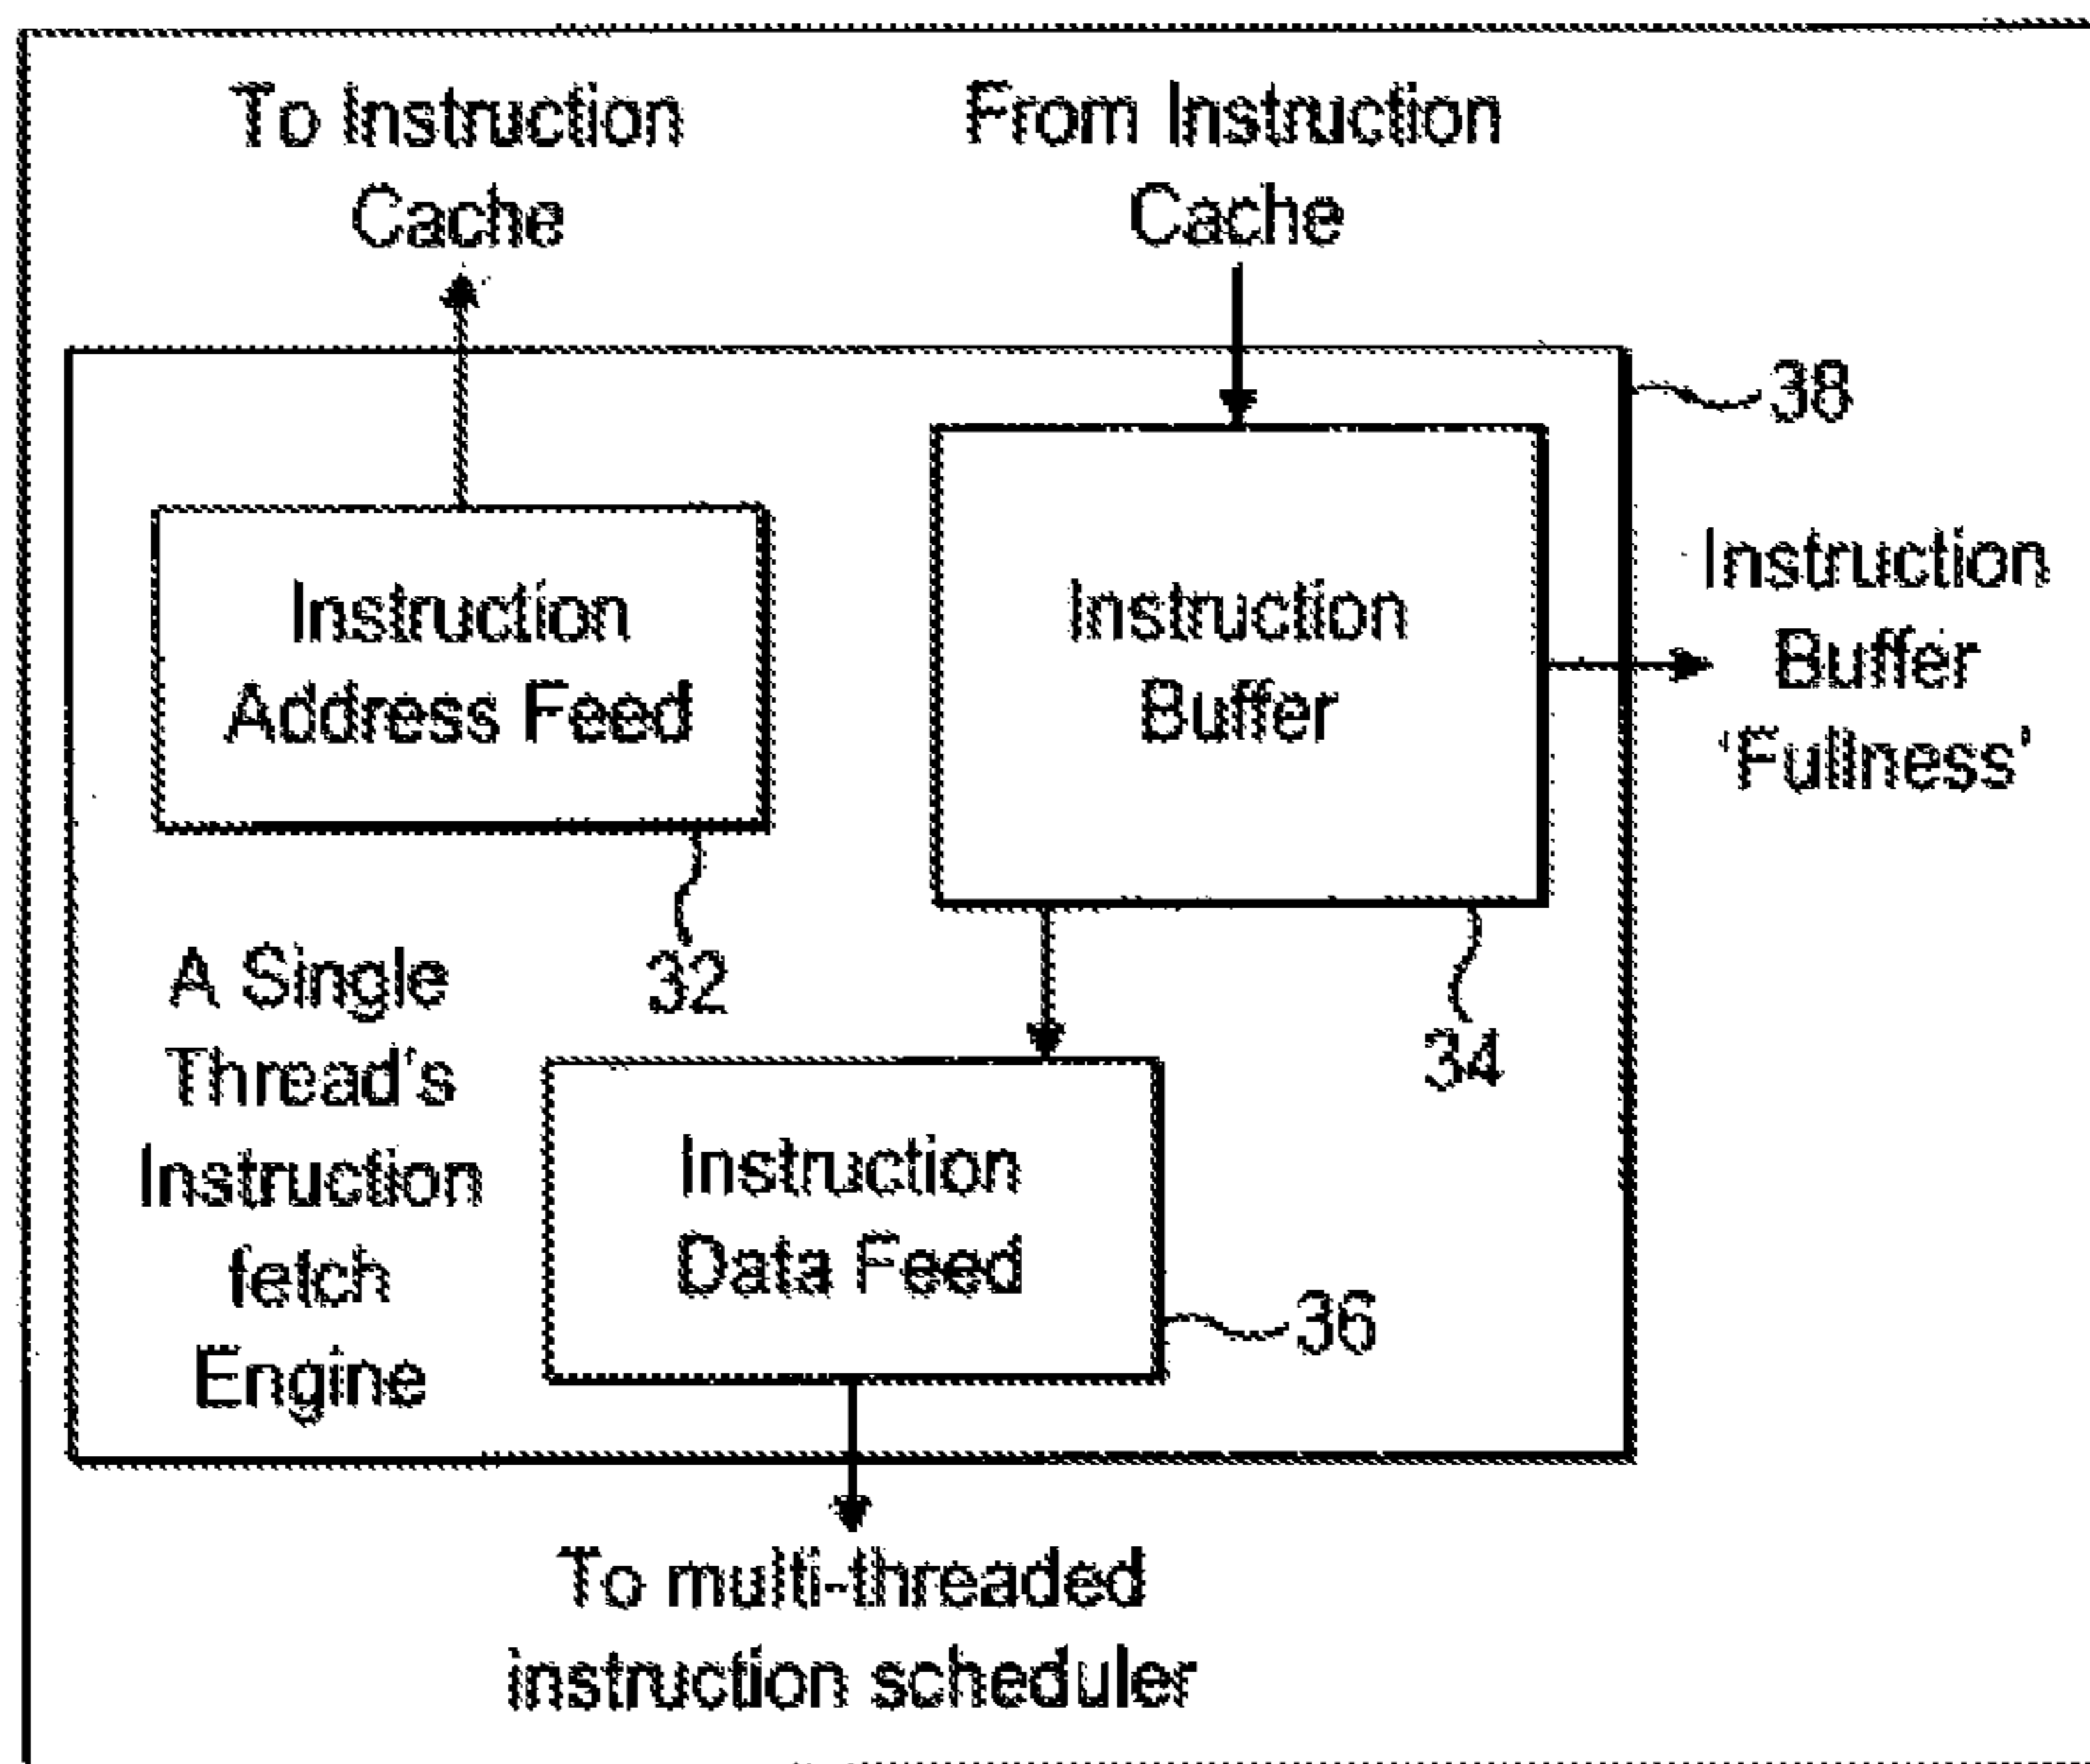 To Instruction
Cache
From Instruction
Cache
38
Instruction
Address Feed
Instruction
Buffer
Instruction
Buffer
'Fullness'
32
34
A Single
Thread's
Instruction
fetch
Engine
Instruction
Data Feed
36
To multi-threaded
instruction scheduler